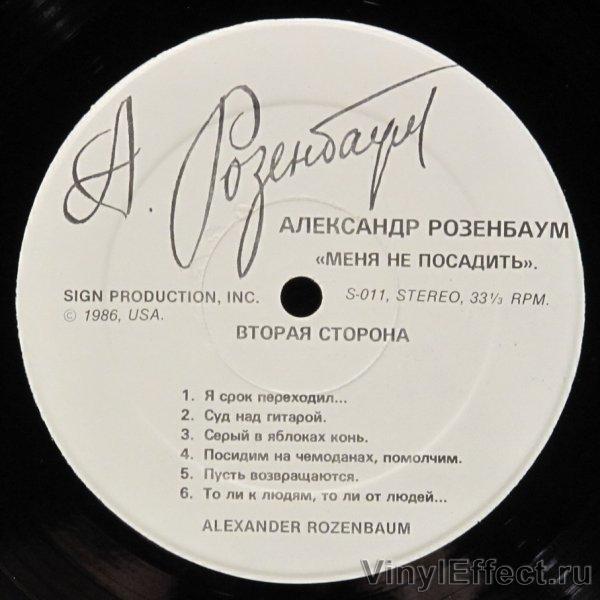 А. Розенбаум
АЛЕКСАНДР РОЗЕНБАУМ
«МЕНЯ НЕ ПОСАДИТЬ».
SIGN PRODUCTION, INC.
© 1986, USA.
S-011, STEREO, 33 1/3 RPM.
ВТОРАЯ СТОРОНА
1. Я срок переходил...
2. Суд над гитарой.
3. Серый в яблоках конь.
4. Посидим на чемоданах, помолчим.
5. Пусть возвращаются.
6. То ли к людям, то ли от людей...
ALEXANDER ROZENBAUM
VinylEffect.ru